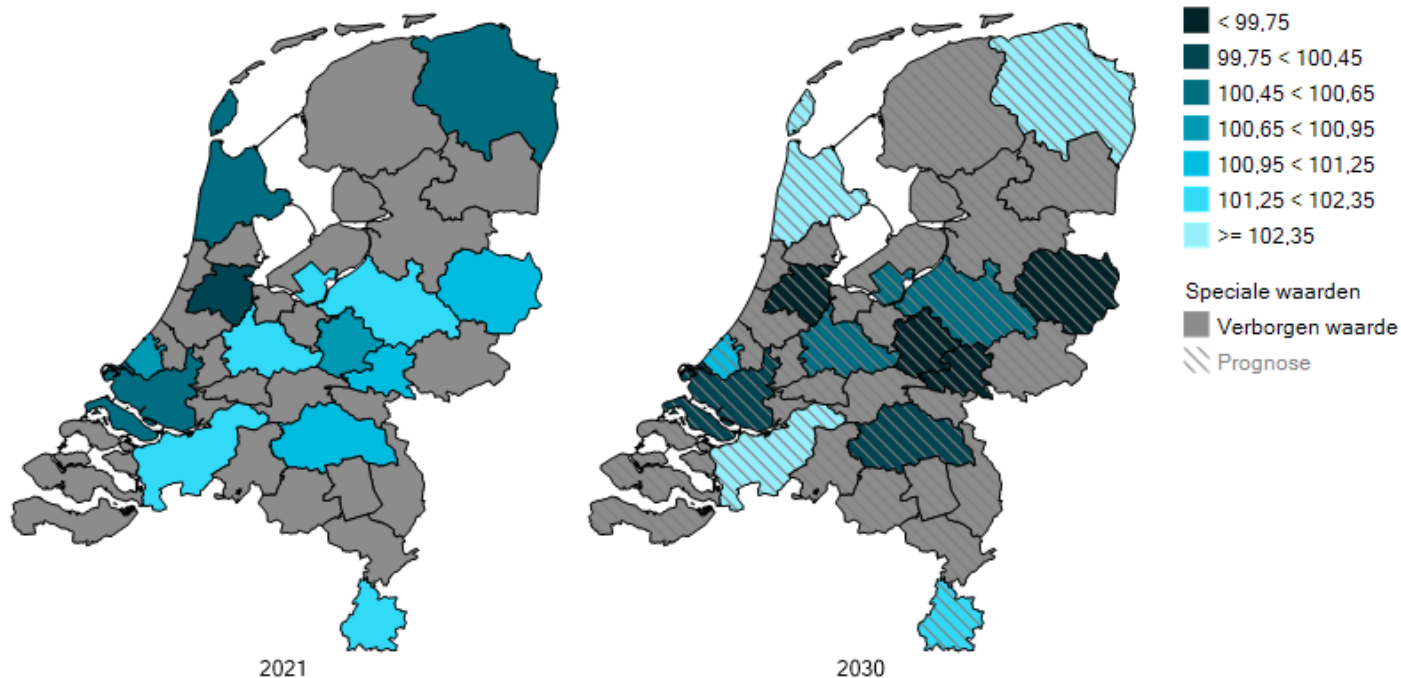 < 99,75
99,75 < 100,45
100,45 < 100,65
100,65 < 100,95
100,95 < 101,25
101,25 < 102,35
>= 102,35
Speciale waarden
Verborgen waarde
Prognose
2021
2030